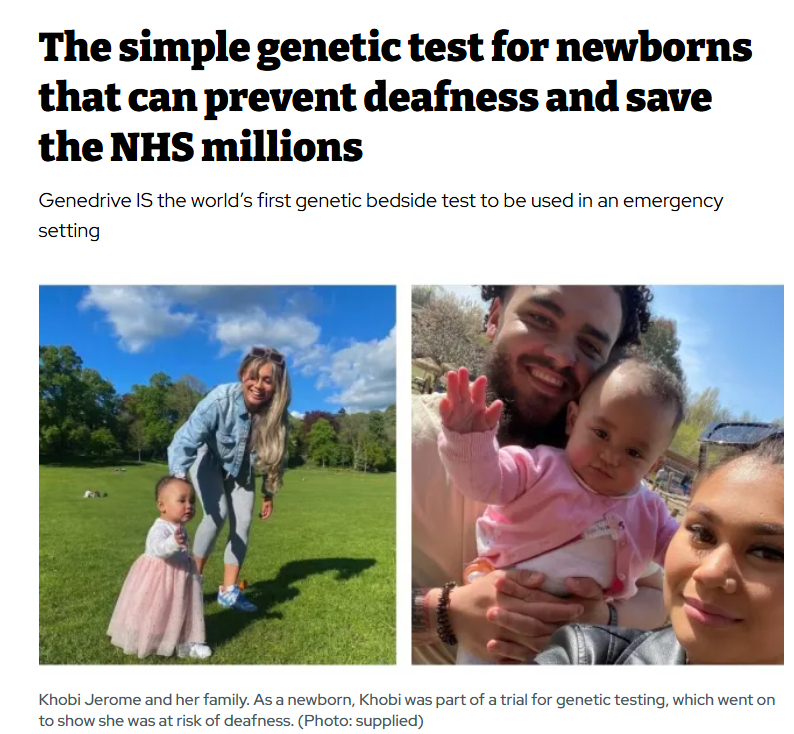 The simple genetic test for newborns
that can prevent deafness and save
the NHS millions
Genedrive IS the world’s first genetic bedside test to be used in an emergency
setting
Khobi Jerome and her family. As a newborn, Khobi was part of a trial for genetic testing, which went on
to show she was at risk of deafness. (Photo: supplied)